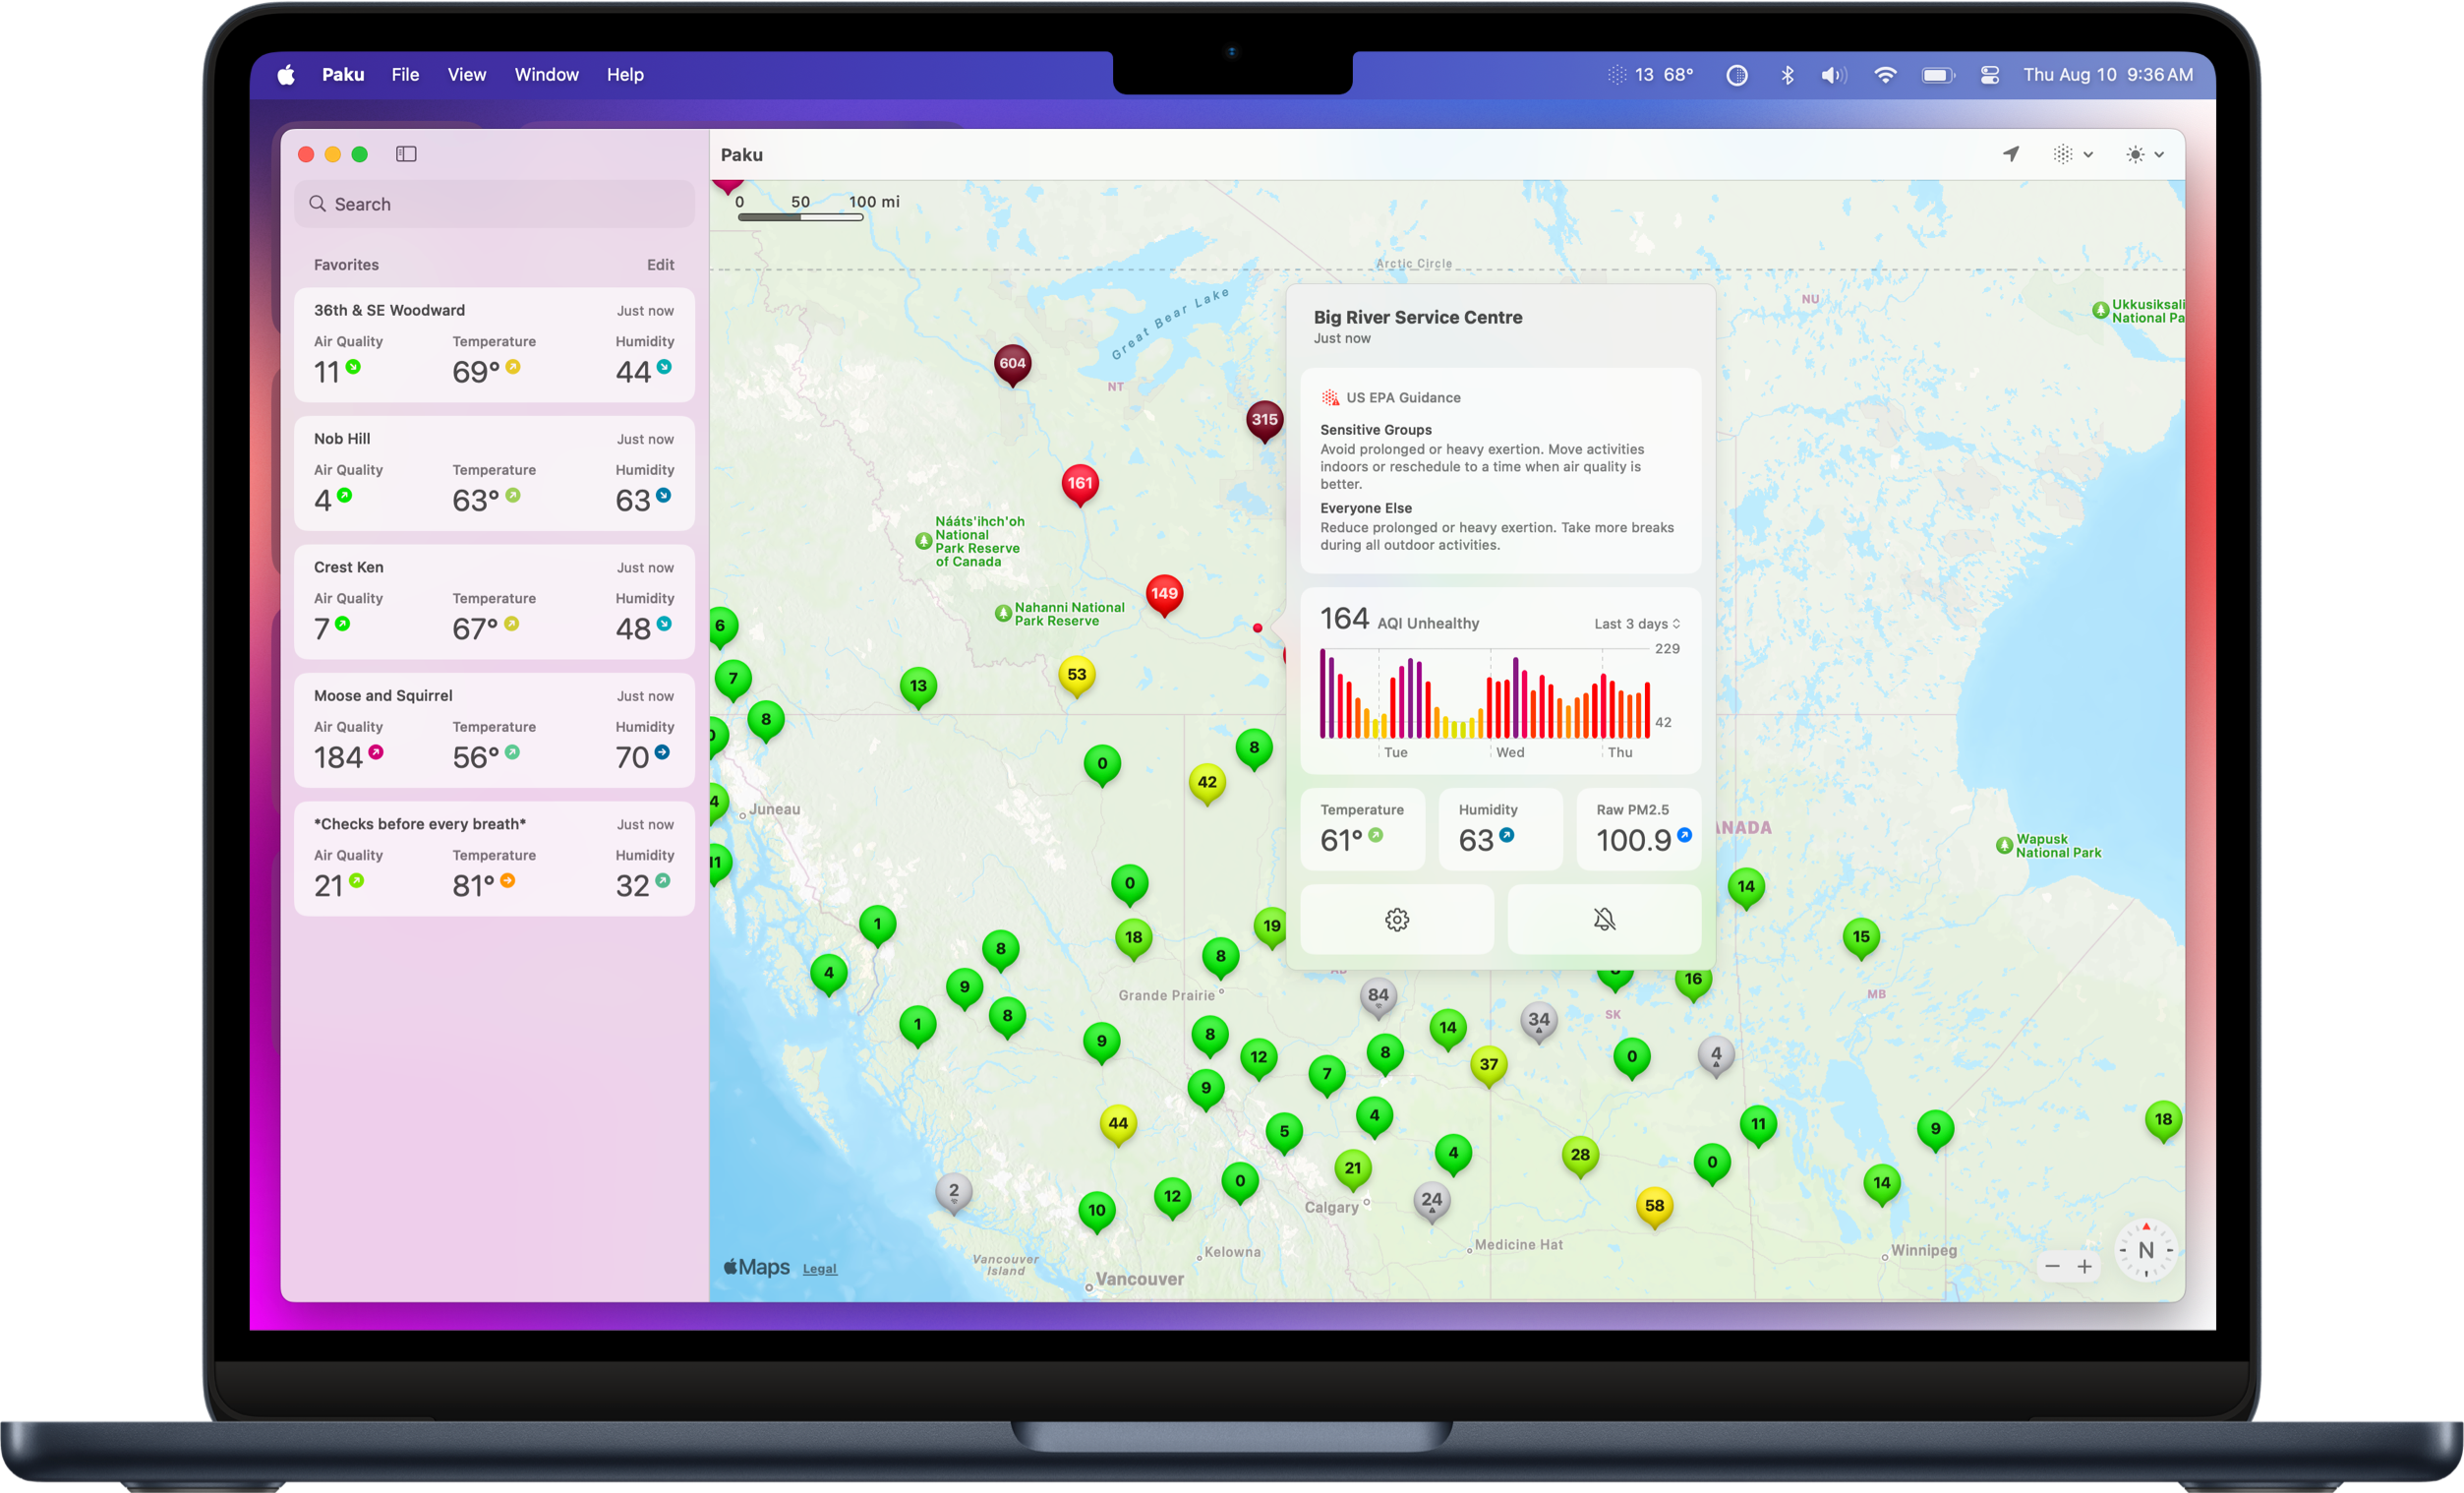 Paku File View Window Help
13 68° Thu Aug 10 9:36 AM
Search
Favorites Edit
36th & SE Woodward Just now
Air Quality Temperature Humidity
11 69° 44
Nob Hill Just now
Air Quality Temperature Humidity
4 63° 63
Crest Ken Just now
Air Quality Temperature Humidity
7 67° 48
Moose and Squirrel Just now
Air Quality Temperature Humidity
184 56° 70
*Checks before every breath* Just now
Air Quality Temperature Humidity
21 81° 32
Paku
0 50 100 mi
Arctic Circle
Great Bear Lake
NU
Ukkusiksali
National Pa
604
NT
315
161
Nááts'ihch'oh
National
Park Reserve
of Canada
149
Nahanni National
Park Reserve
6
53
7
13
8
0
8
42
4
Juneau
11
0
1
18
19
8
8
4
9
Grande Prairie
8
1
9
8
12
9
7
8
84
14
37
34
SK
16
14
15
MB
0
4
44
5
4
21
4
28
11
0
9
18
14
58
24
Calgary
2
10
12
0
Vancouver
Island
Kelowna
Vancouver
Medicine Hat
Winnipeg
ANADA
Wapusk
National Park
Maps Legal
N
Big River Service Centre
Just now
US EPA Guidance
Sensitive Groups
Avoid prolonged or heavy exertion. Move activities
indoors or reschedule to a time when air quality is
better.
Everyone Else
Reduce prolonged or heavy exertion. Take more breaks
during all outdoor activities.
164 AQI Unhealthy Last 3 days
229
42
Tue Wed Thu
Temperature Humidity Raw PM2.5
61° 63 100.9